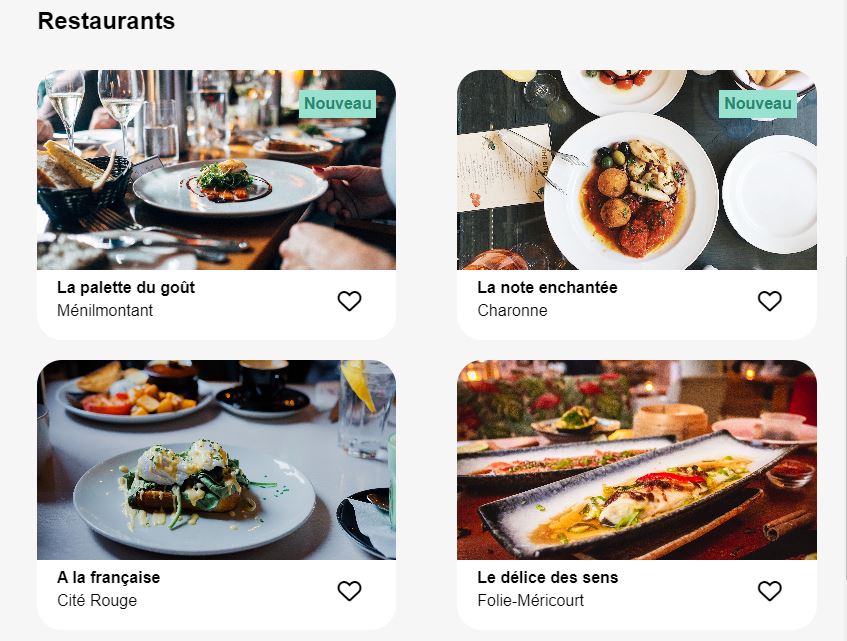 Restaurants
Nouveau
Nouveau
La palette du goût
Ménilmontant
La note enchantée
Charonne
A la française
Cité Rouge
Le délice des sens
Folie-Méricourt